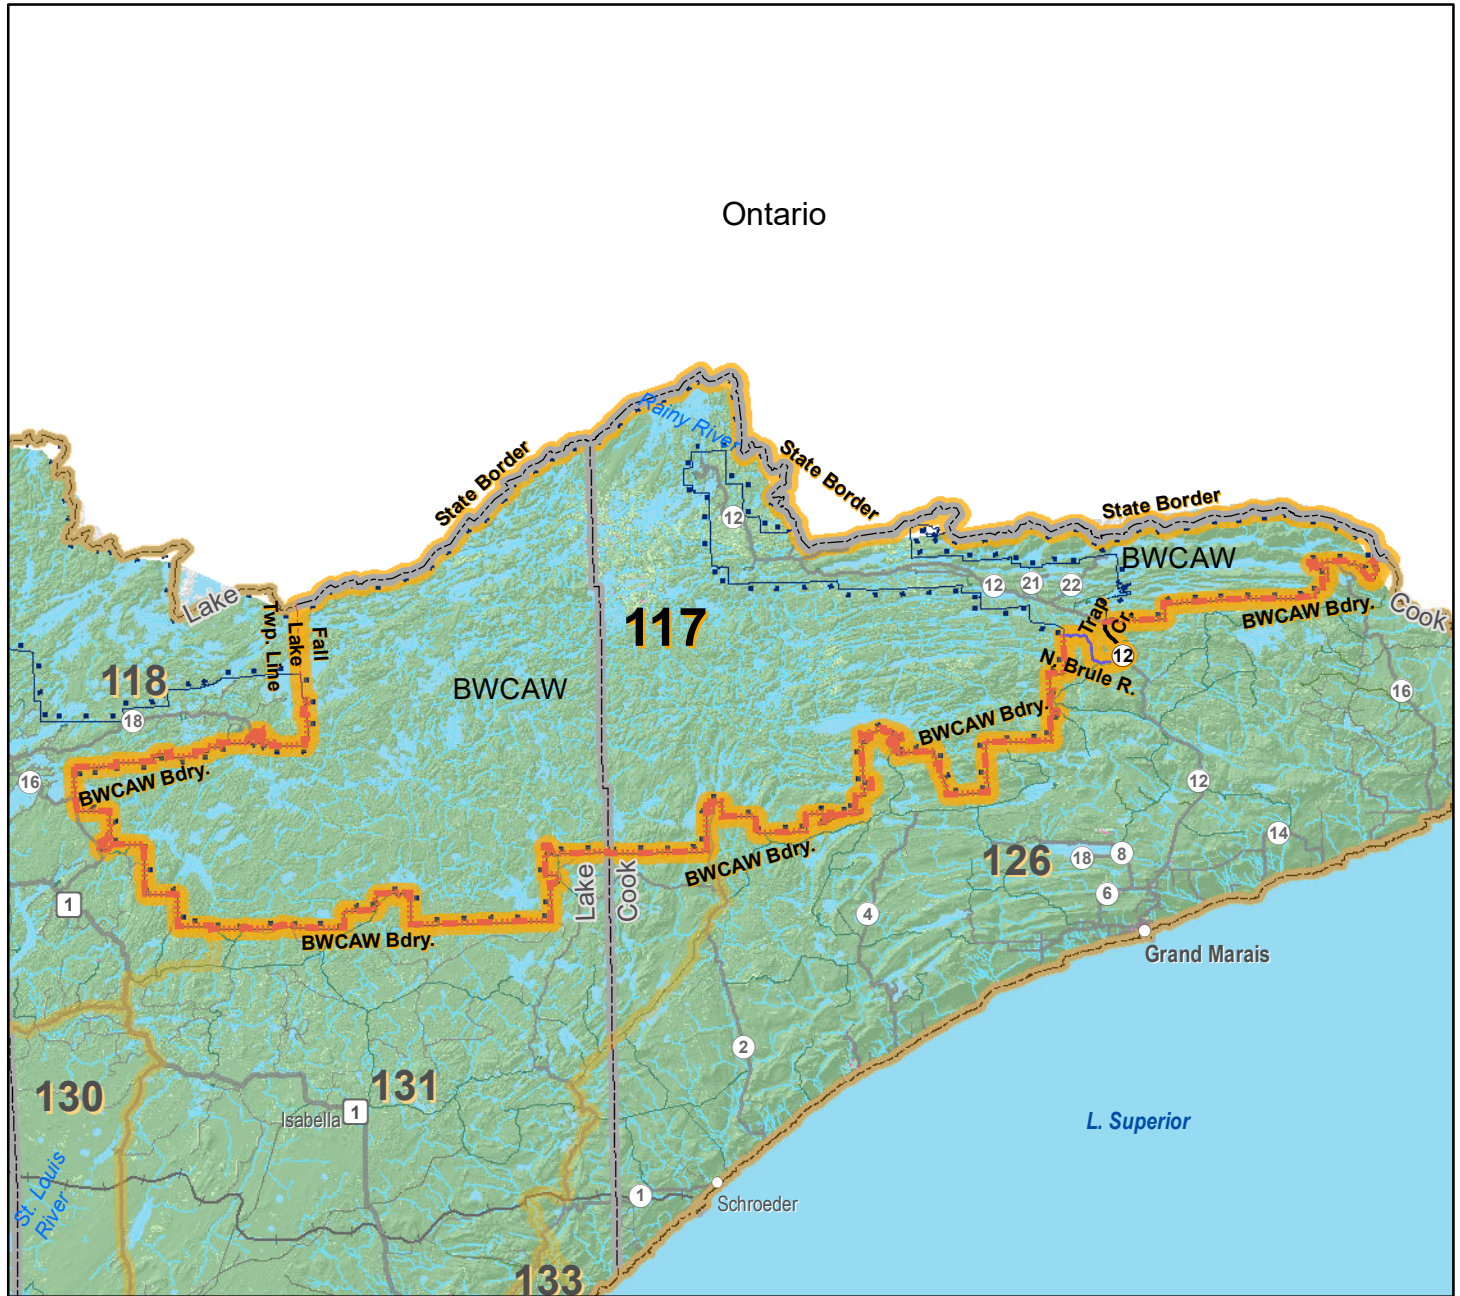 Ontario
Rainy River
State Border
State Border
State Border
12
BWCAW
12
21
22
Lake
Cook
BWCAW Bdry.
Trap
Cr.
Fall
Lake
Twp. Line
117
12
N. Brule R.
118
BWCAW
16
18
BWCAW Bdry.
16
BWCAW Bdry.
12
14
126
18
8
BWCAW Bdry.
6
1
Lake
Cook
4
BWCAW Bdry.
Grand Marais
2
130
131
Isabella
1
L. Superior
St. Louis
River
1
Schroeder
133